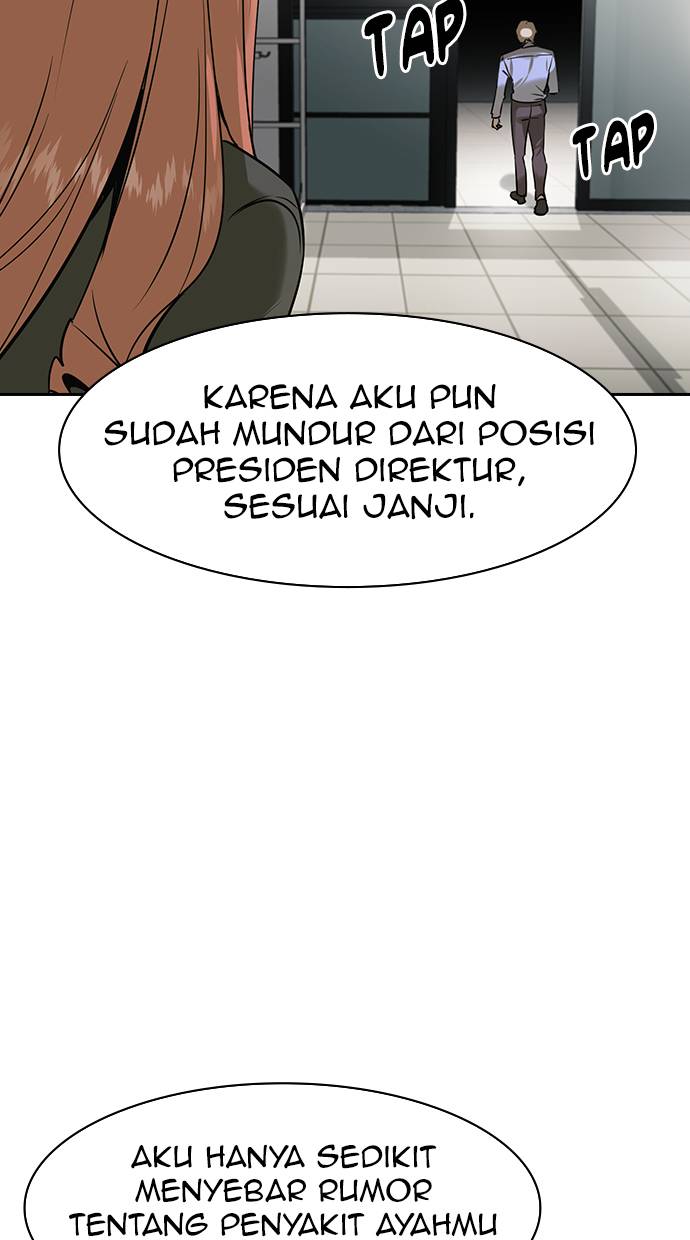 TAP
TAP
KARENA AKU PUN
SUDAH MUNDUR DARI POSISI
PRESIDEN DIREKTUR,
SESUAI JANJI.
AKU HANYA SEDIKIT
MENYEBAR RUMOR
TENTANG PENYAKIT AYAHMU